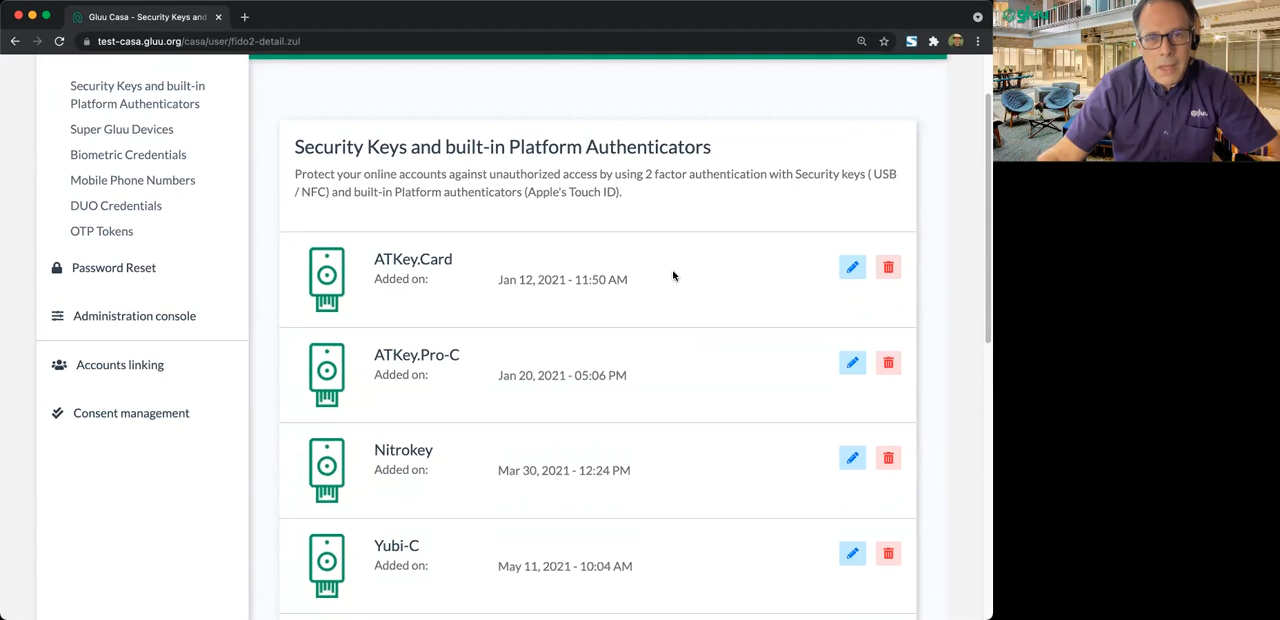 Gluu Casa - Security Keys and
test-casa.gluu.org/casa/user/fido2-detail.zul
gluu
gluu
Security Keys and built-in
Platform Authenticators
Super Gluu Devices
Biometric Credentials
Mobile Phone Numbers
DUO Credentials
OTP Tokens
Password Reset
Administration console
Accounts linking
Consent management
Security Keys and built-in Platform Authenticators
Protect your online accounts against unauthorized access by using 2 factor authentication with Security keys ( USB
/ NFC) and built-in Platform authenticators (Apple's Touch ID).
ATKey.Card
Added on: Jan 12, 2021 - 11:50 AM
ATKey.Pro-C
Added on: Jan 20, 2021 - 05:06 PM
Nitrokey
Added on: Mar 30, 2021 - 12:24 PM
Yubi-C
Added on: May 11, 2021 - 10:04 AM